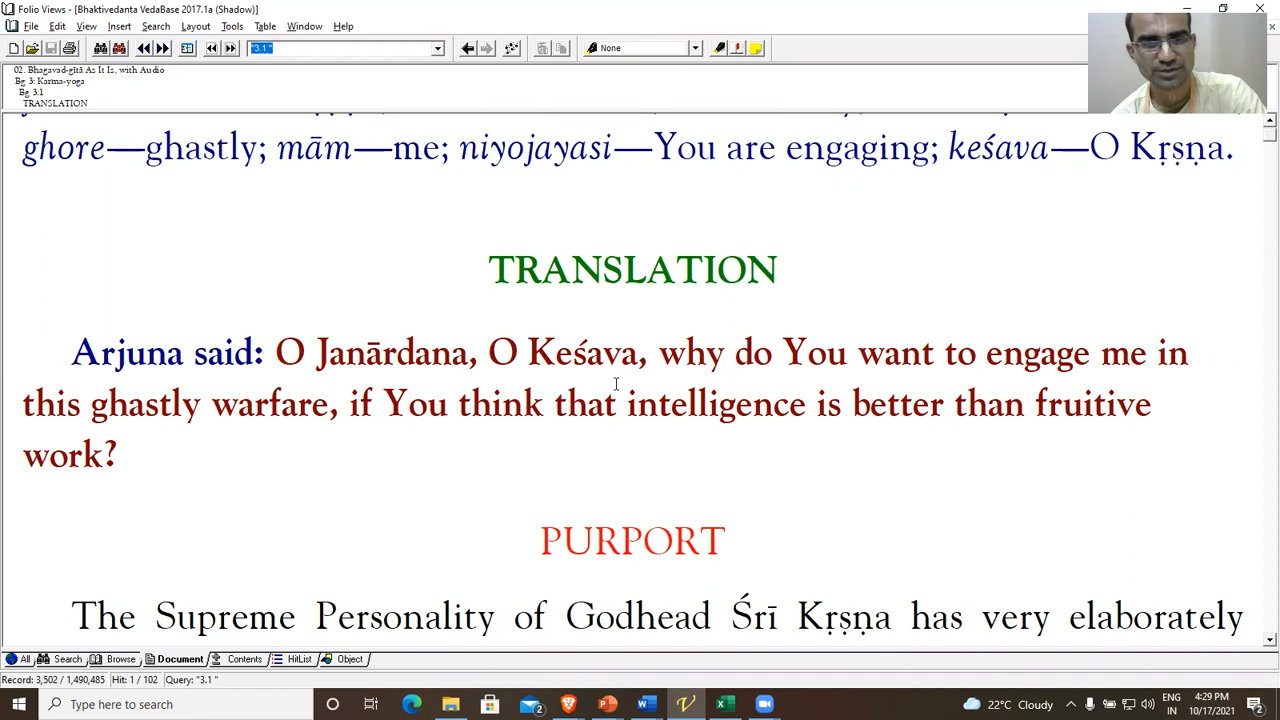 Folio Views - [Bhaktivedanta VedaBase 2017.1a (Shadow)]
File Edit View Insert Search Layout Tools Table Window Help
"3.1 " None
02. Bhagavad-gītā As It Is, with Audio
Bg 3: Karma-yoga
Bg 3.1
TRANSLATION
ghore—ghastly; mām—me; niyojayasi—You are engaging; keśava—O Kṛṣṇa.
TRANSLATION
Arjuna said: O Janārdana, O Keśava, why do You want to engage me in
this ghastly warfare, if You think that intelligence is better than fruitive
work?
PURPORT
The Supreme Personality of Godhead Śrī Kṛṣṇa has very elaborately
All Search Browse Document Contents HitList Object
Record: 3,502 / 1,490,485 Hit: 1 / 102 Query: "3.1 "
Type here to search 2 22°C Cloudy ENG 4:29 PM
IN 10/17/2021 2